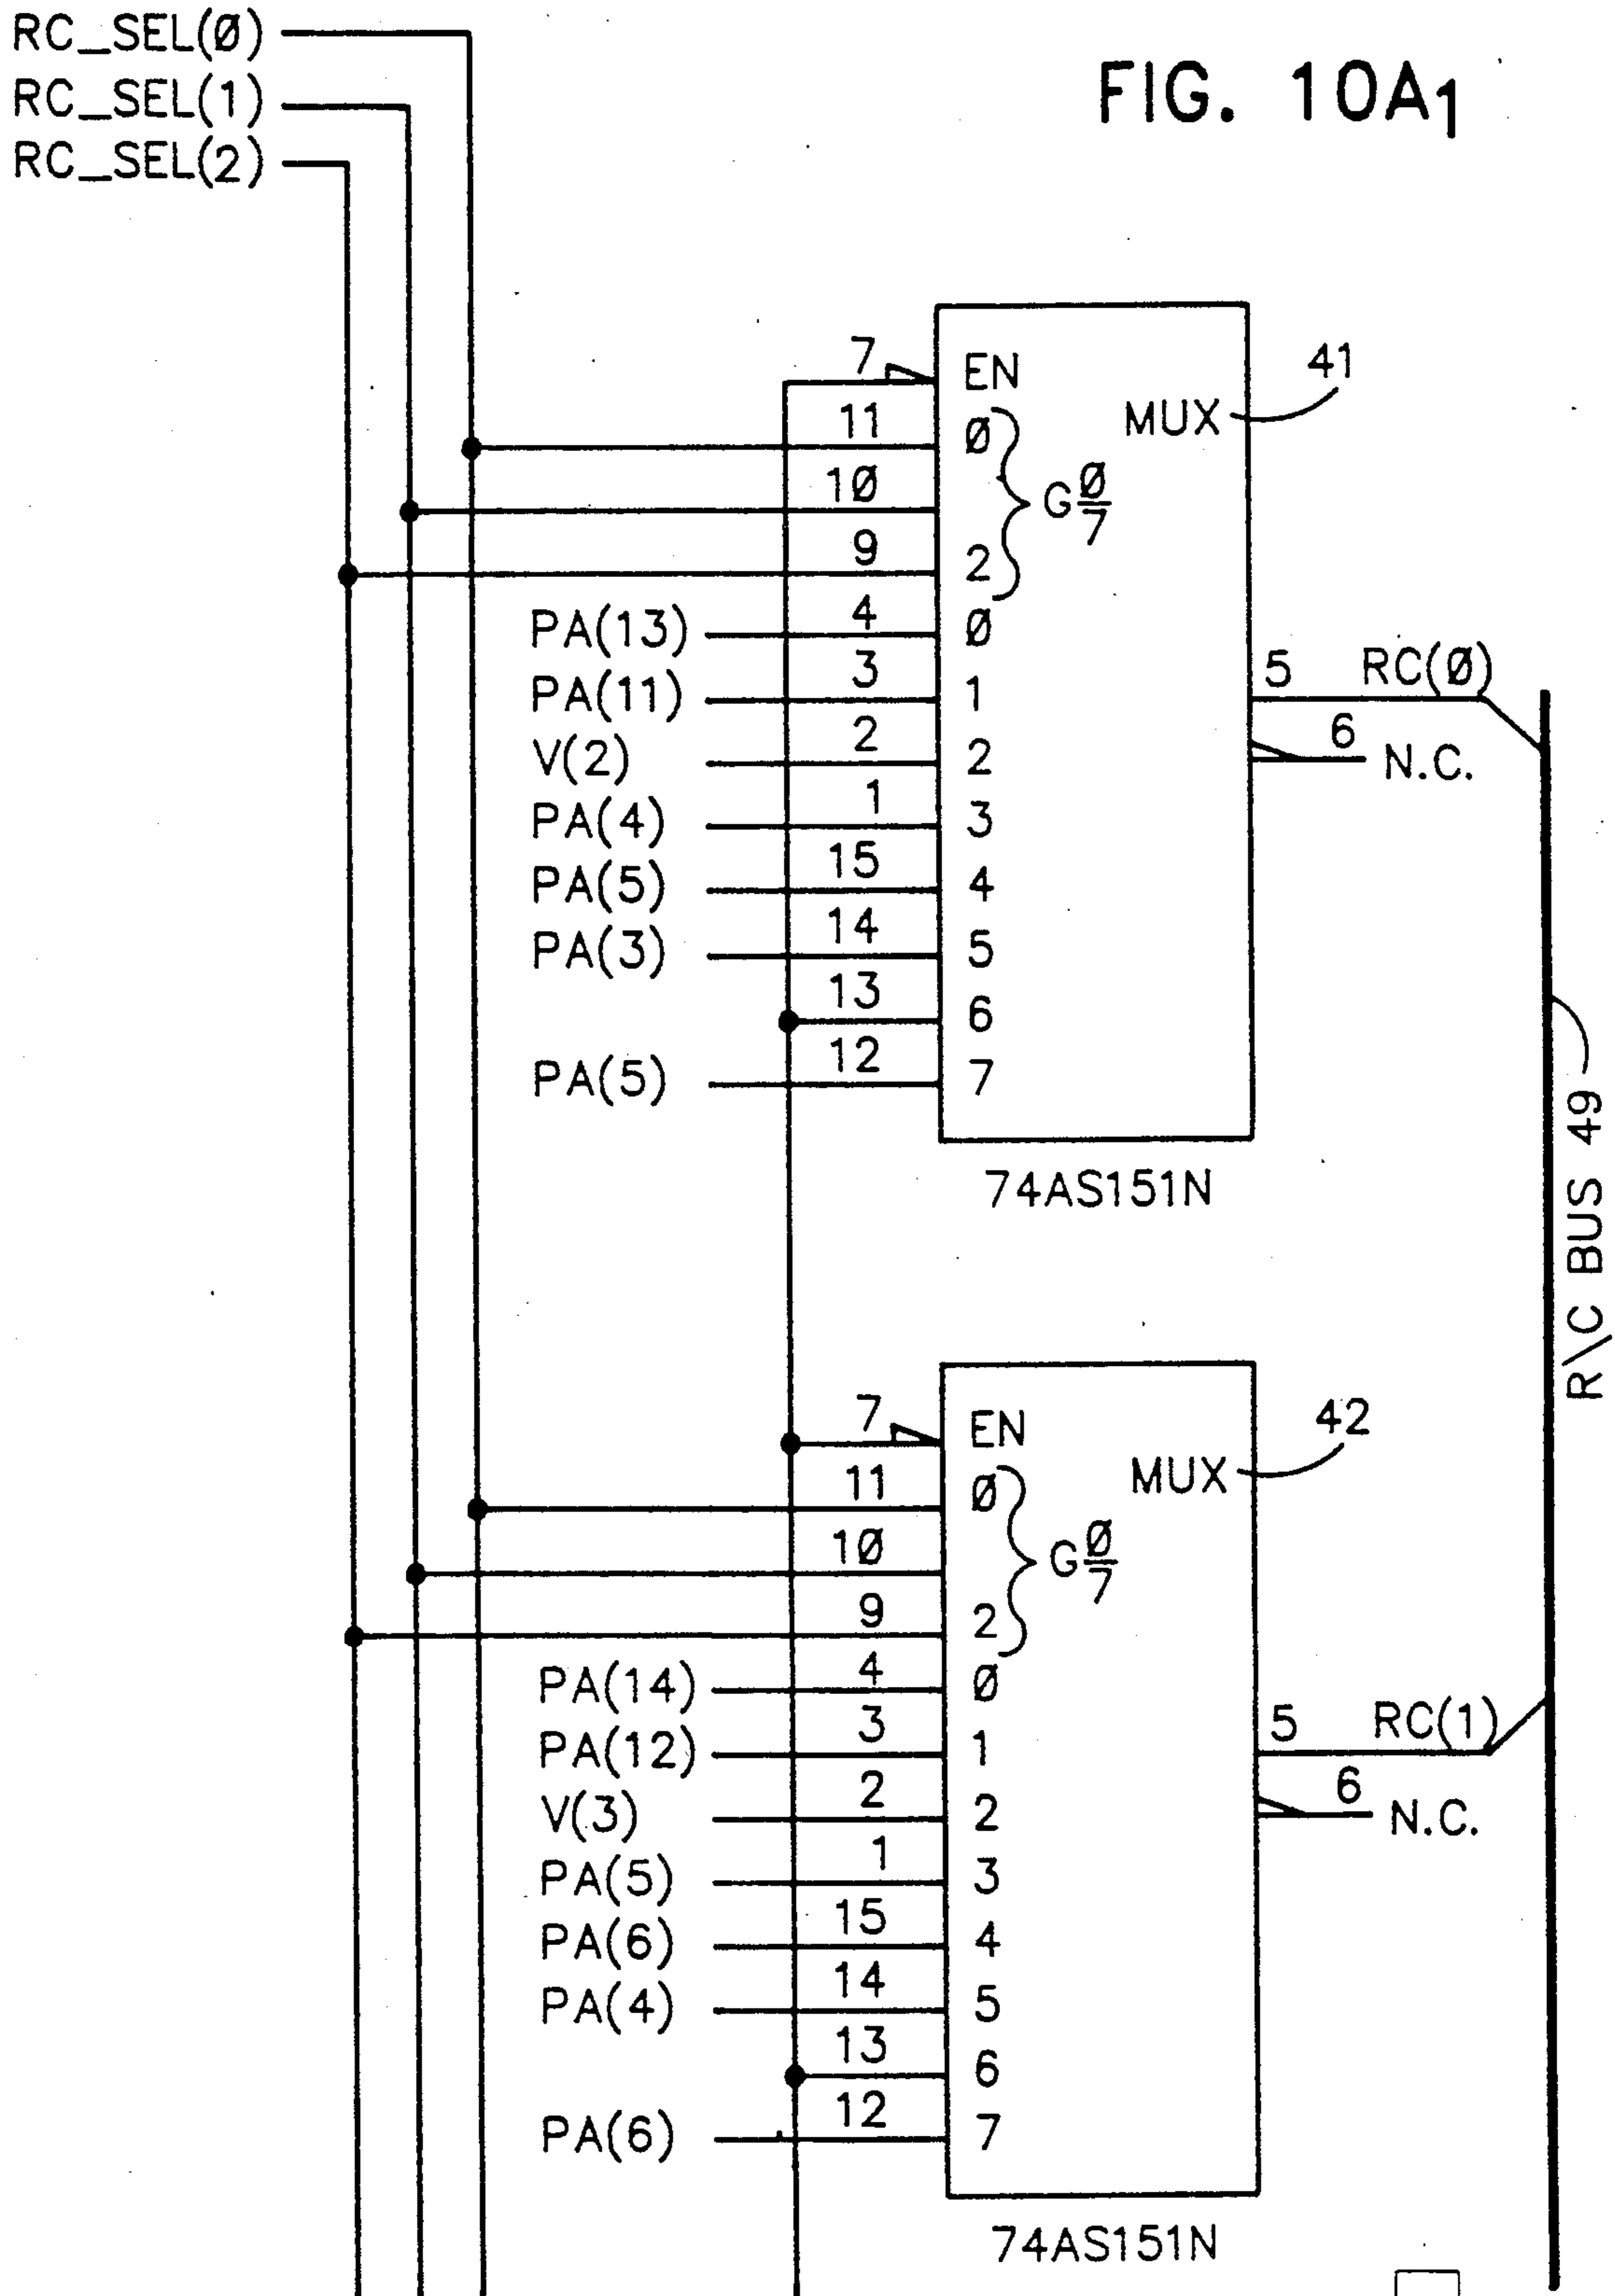 RC_SEL(Ø)
RC_SEL(1)
RC_SEL(2)
FIG. 10A1
7 EN
MUX 41
11 Ø
10
GØ/7
9 2
PA(13) 4 Ø
PA(11) 3 1
V(2) 2 2
PA(4) 1 3
PA(5) 15 4
PA(3) 14 5
13 6
PA(5) 12 7
5 RC(Ø)
6 N.C.
74AS151N
R\C BUS 49
7 EN
MUX 42
11 Ø
1Ø
GØ/7
9 2
PA(14) 4 Ø
PA(12) 3 1
V(3) 2 2
PA(5) 1 3
PA(6) 15 4
PA(4) 14 5
13 6
PA(6) 12 7
5 RC(1)
6 N.C.
74AS151N